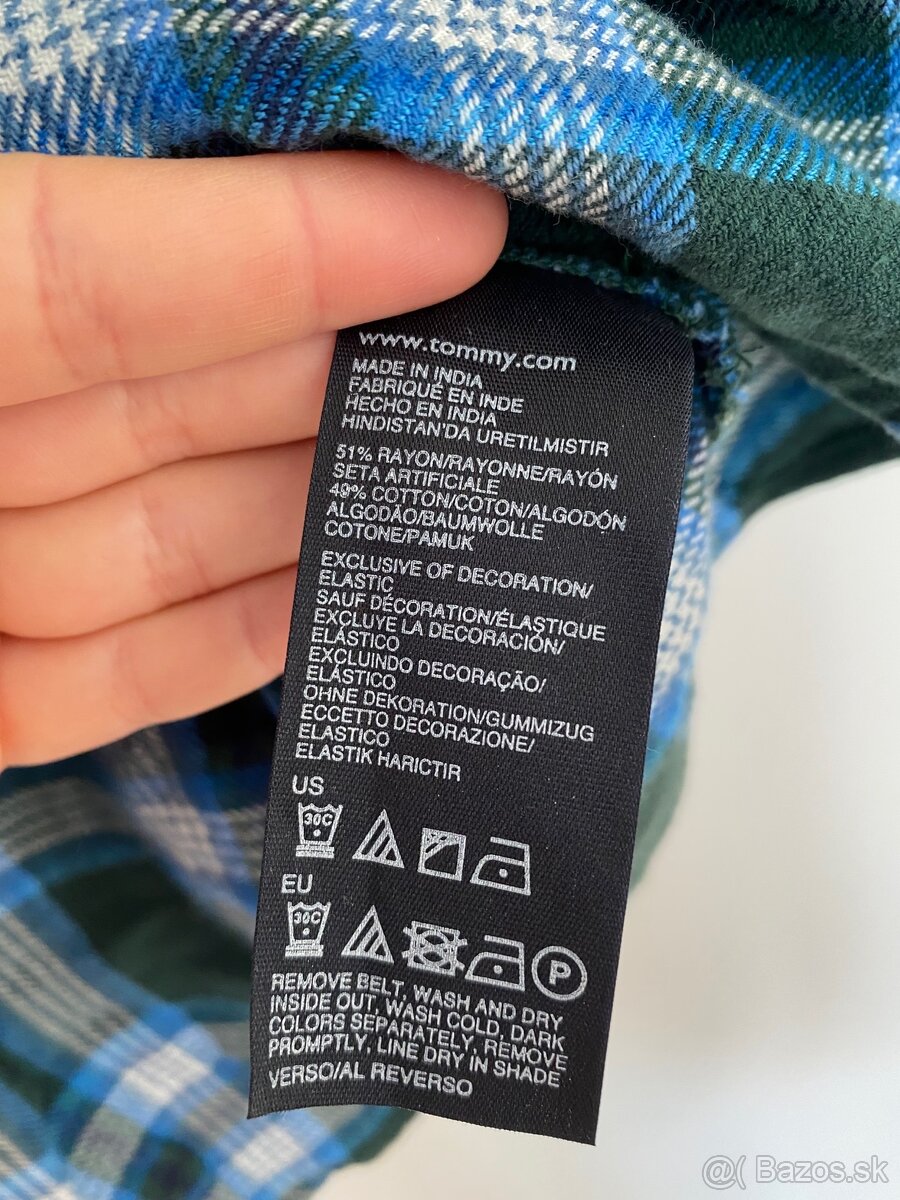 www.tommy.com
MADE IN INDIA
FABRIQUÉ EN INDE
HECHO EN INDIA
HINDISTAN'DA URETILMISTIR
51% RAYON/RAYONNE/RAYÓN
SETA ARTIFICIALE
49% COTTON/COTON/ALGODÓN
ALGODÃO/BAUMWOLLE
COTONE/PAMUK
EXCLUSIVE OF DECORATION/
ELASTIC
SAUF DÉCORATION/ÉLASTIQUE
EXCLUYE LA DECORACIÓN/
ELÁSTICO
EXCLUINDO DECORAÇÃO/
ELÁSTICO
OHNE DEKORATION/GUMMIZUG
ECCETTO DECORAZIONE/
ELASTICO
ELASTIK HARICTIR
US
30C
EU
30C P
REMOVE BELT, WASH AND DRY
INSIDE OUT, WASH COLD, DARK
COLORS SEPARATELY, REMOVE
PROMPTLY, LINE DRY IN SHADE
VERSO/AL REVERSO
@( Bazos.sk